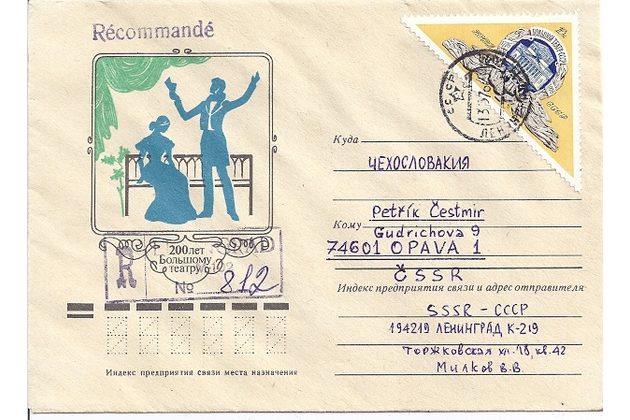 Récommandé
СССР
Куда
ЧЕХОСЛОВАКИЯ
Petřík Čestmir
Кому
Gudrichova 9
74601 OPAVA 1
ČSSR
200 лет
Большому
театру
R
№ 812
Индекс предприятия связи и адрес отправителя
SSSR - СССР
194219 ЛЕНИНГРАД К-219
Торжковская ул. 18, кв. 42
Милков В.В.
Индекс предприятия связи места назначения